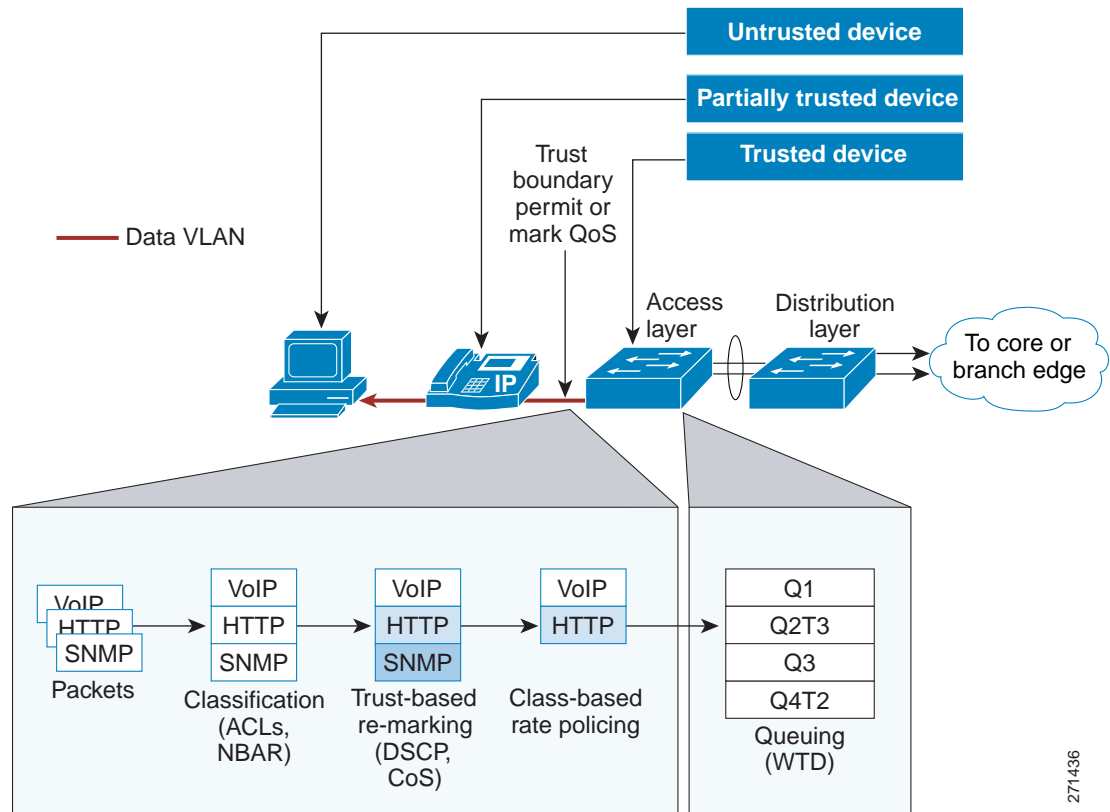 Untrusted device
Partially trusted device
Trusted device
Trust
boundary
permit or
mark QoS
Data VLAN
Access
layer
Distribution
layer
To core or
branch edge
IP
VoIP
HTTP
SNMP
Packets
VoIP
HTTP
SNMP
Classification
(ACLs,
NBAR)
VoIP
HTTP
SNMP
Trust-based
re-marking
(DSCP,
CoS)
VoIP
HTTP
Class-based
rate policing
Q1
Q2T3
Q3
Q4T2
Queuing
(WTD)
271436